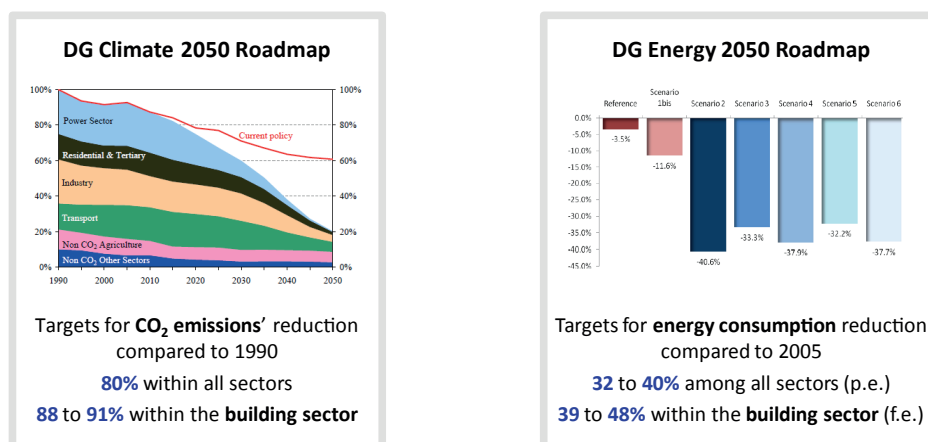 DG Climate 2050 Roadmap
100%
80%
60%
40%
20%
0%
Power Sector
Current policy
Residential & Tertiary
Industry
Transport
Non CO₂ Agriculture
Non CO₂ Other Sectors
100%
80%
60%
40%
20%
0%
1990 2000 2010 2020 2030 2040 2050
Targets for CO₂ emissions’ reduction
compared to 1990
80% within all sectors
88 to 91% within the building sector
DG Energy 2050 Roadmap
Reference Scenario 1bis Scenario 2 Scenario 3 Scenario 4 Scenario 5 Scenario 6
0.0%
-5.0%
-10.0%
-15.0%
-20.0%
-25.0%
-30.0%
-35.0%
-40.0%
-45.0%
-3.5%
-11.6%
-40.6%
-33.3%
-37.9%
-32.2%
-37.7%
Targets for energy consumption reduction
compared to 2005
32 to 40% among all sectors (p.e.)
39 to 48% within the building sector (f.e.)